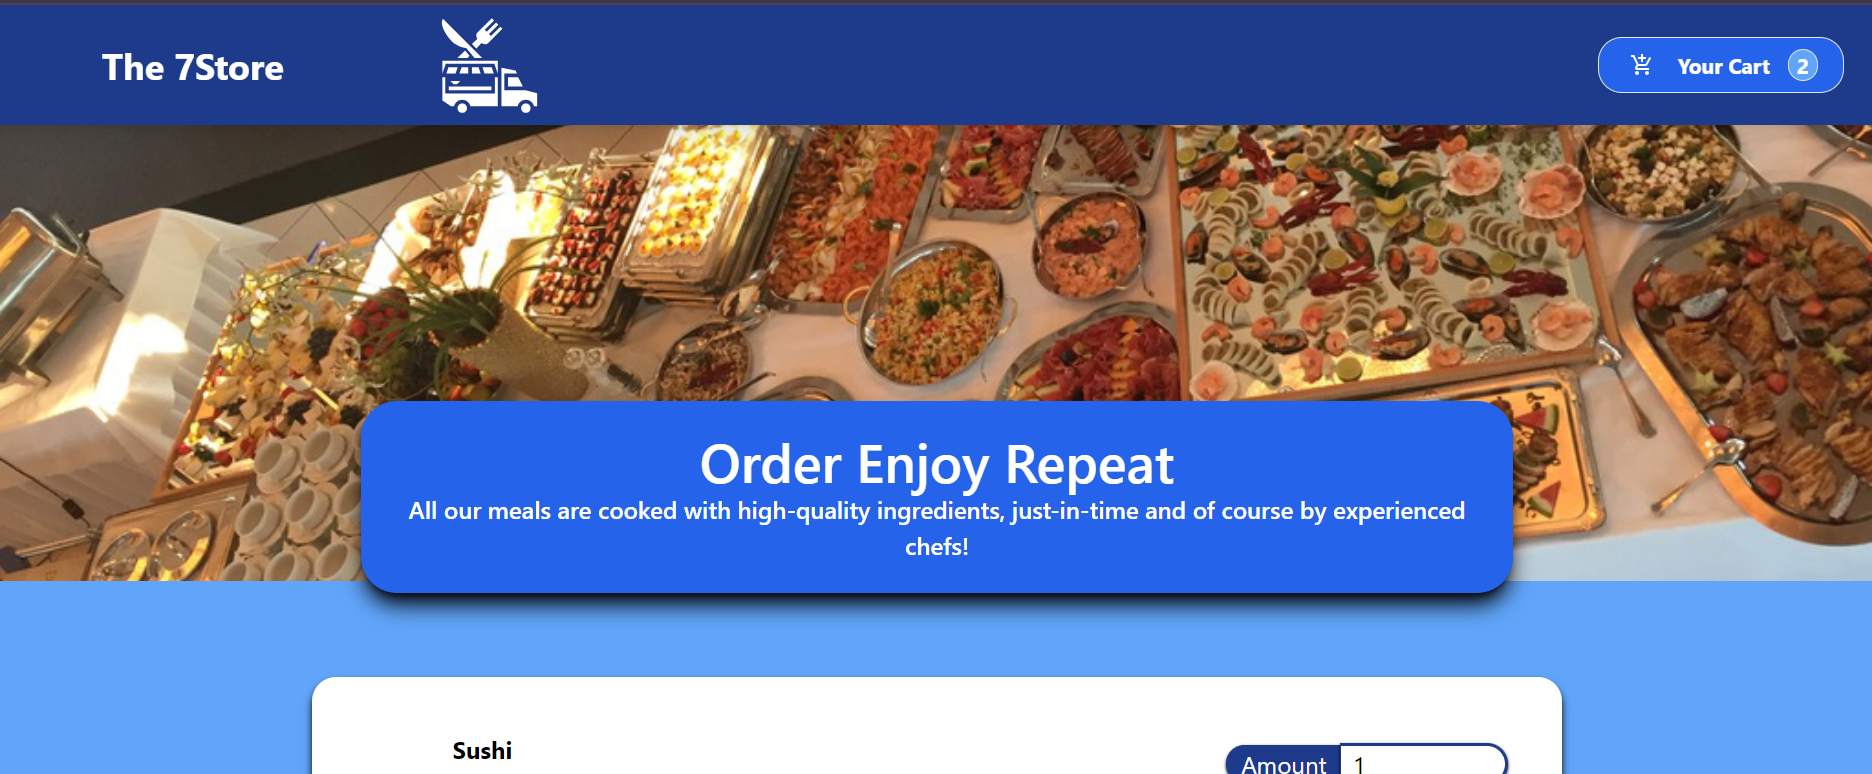 The 7Store
Your Cart 2
Order Enjoy Repeat
All our meals are cooked with high-quality ingredients, just-in-time and of course by experienced
chefs!
Sushi
Amount 1